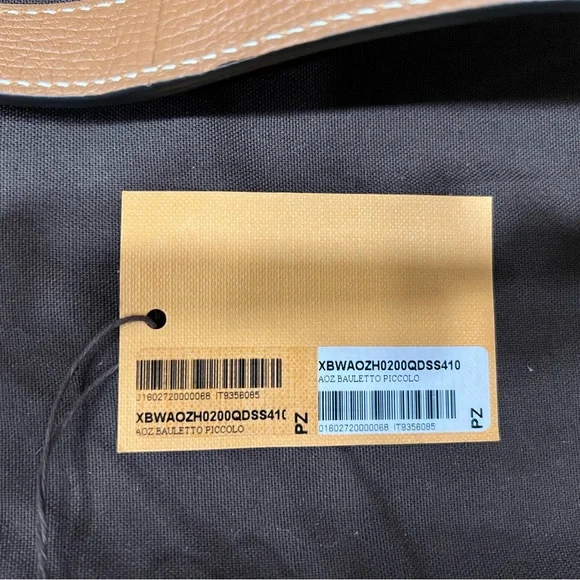 01602720000068 IT9358085
XBWAOZH0200QDSS410
AOZ BAULETTO PICCOLO
PZ
XBWAOZH0200QDSS410
AOZ BAULETTO PICCOLO
01602720000068 IT9358085
PZ